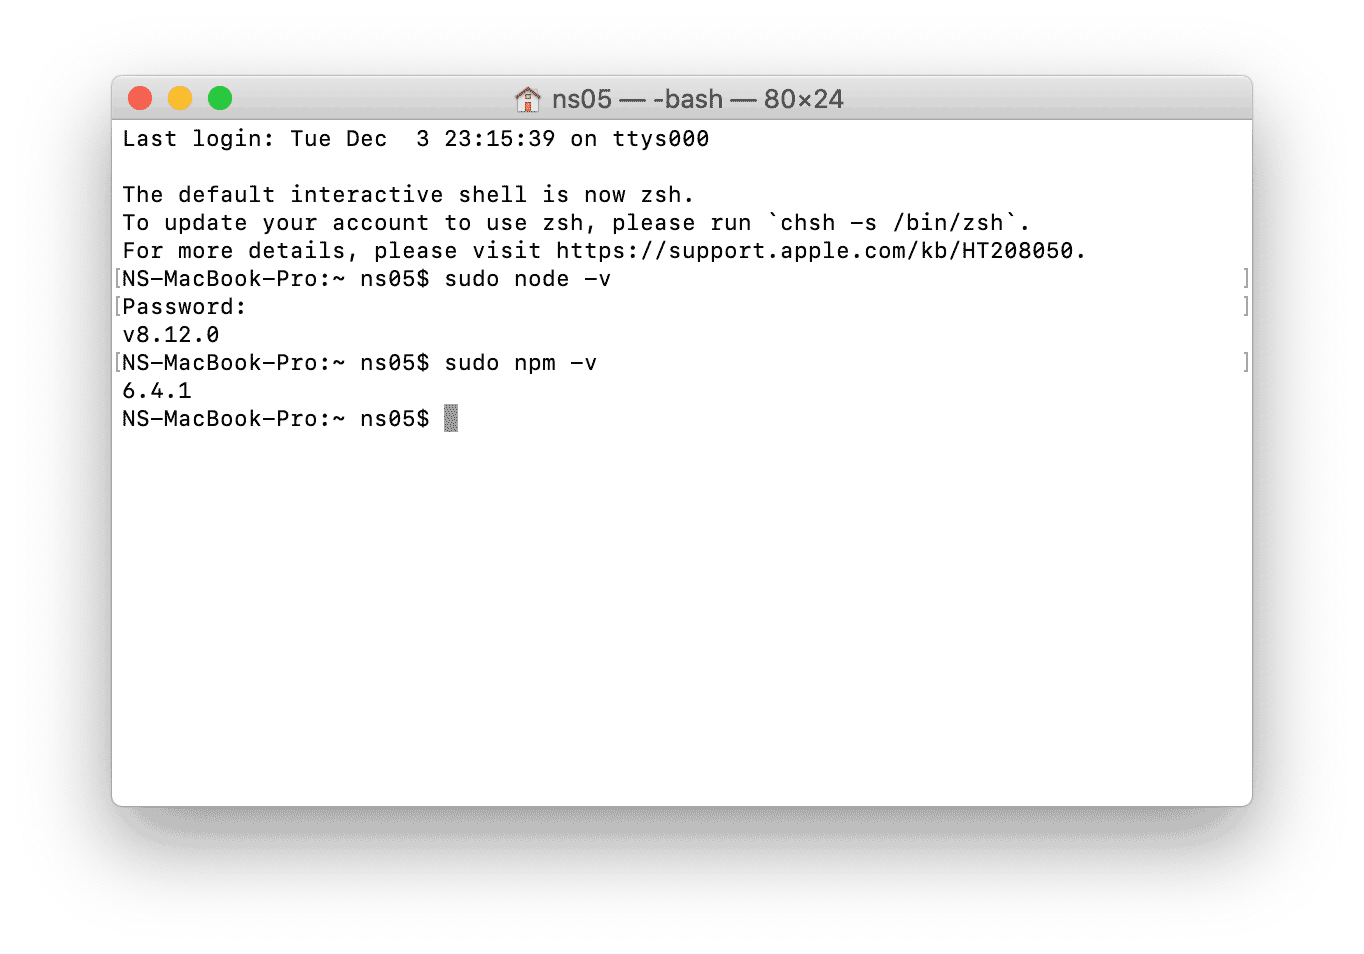 ns05 — -bash — 80×24
Last login: Tue Dec  3 23:15:39 on ttys000
The default interactive shell is now zsh.
To update your account to use zsh, please run `chsh -s /bin/zsh`.
For more details, please visit https://support.apple.com/kb/HT208050.
[NS-MacBook-Pro:~ ns05$ sudo node -v ]
[Password: ]
v8.12.0
[NS-MacBook-Pro:~ ns05$ sudo npm -v ]
6.4.1
NS-MacBook-Pro:~ ns05$